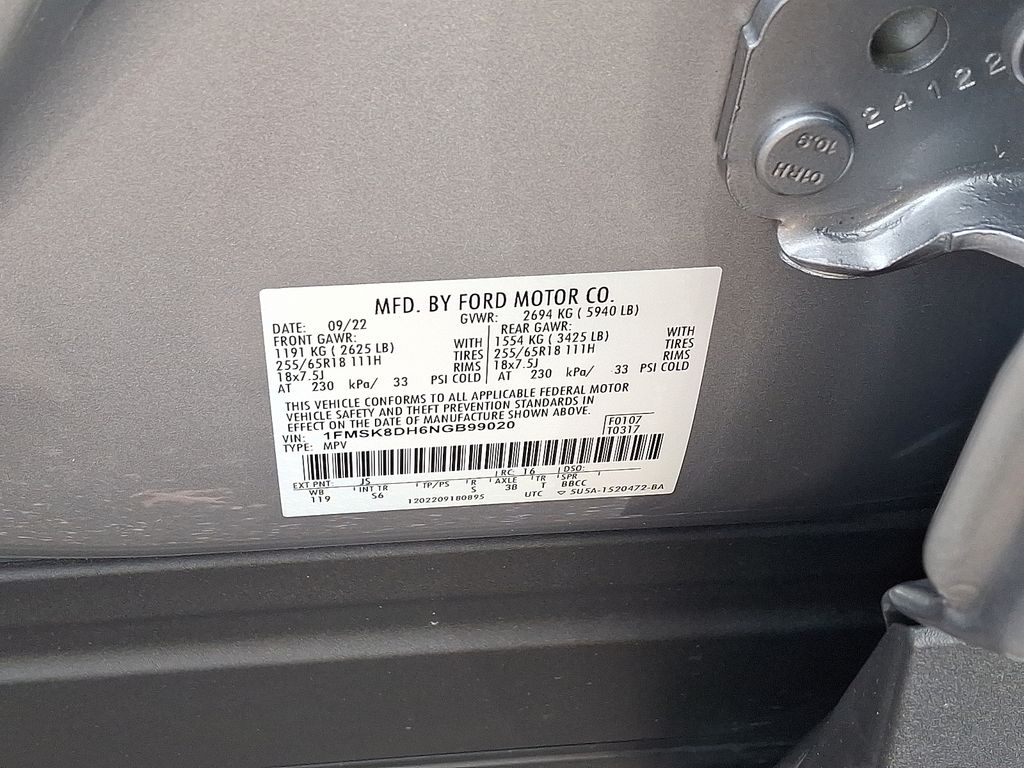 24122
10.9
01RH
MFD. BY FORD MOTOR CO.
DATE: 09/22 GVWR: 2694 KG ( 5940 LB)
FRONT GAWR: REAR GAWR:
1191 KG ( 2625 LB) WITH 1554 KG ( 3425 LB) WITH
255/65R18 111H TIRES 255/65R18 111H TIRES
18x7.5J RIMS 18x7.5J RIMS
AT 230 kPa/ 33 PSI COLD AT 230 kPa/ 33 PSI COLD
THIS VEHICLE CONFORMS TO ALL APPLICABLE FEDERAL MOTOR
VEHICLE SAFETY AND THEFT PREVENTION STANDARDS IN
EFFECT ON THE DATE OF MANUFACTURE SHOWN ABOVE.
VIN: 1FMSK8DH6NGB99020 F0107
TYPE: MPV T0317
EXT PNT: JS RC: 16 DSO:
WB INT TR TP/PS R AXLE TR SPR
119 S6 S 3B T BBCC
1202209180895 UTC 5U5A-1520472-BA